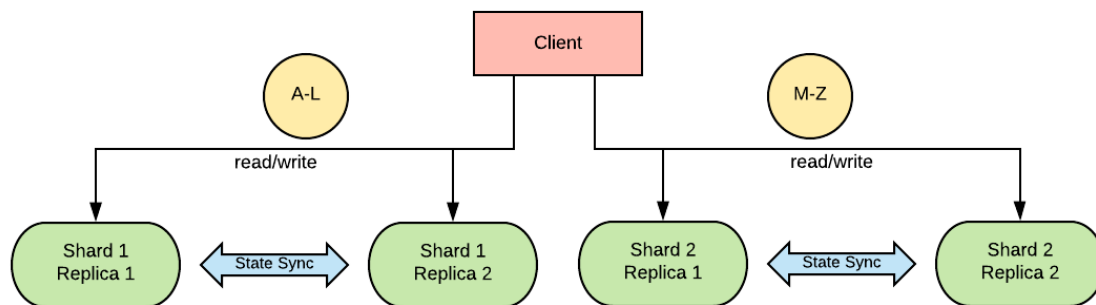 Client
A-L
M-Z
read/write
read/write
Shard 1
Replica 1
State Sync
Shard 1
Replica 2
Shard 2
Replica 1
State Sync
Shard 2
Replica 2